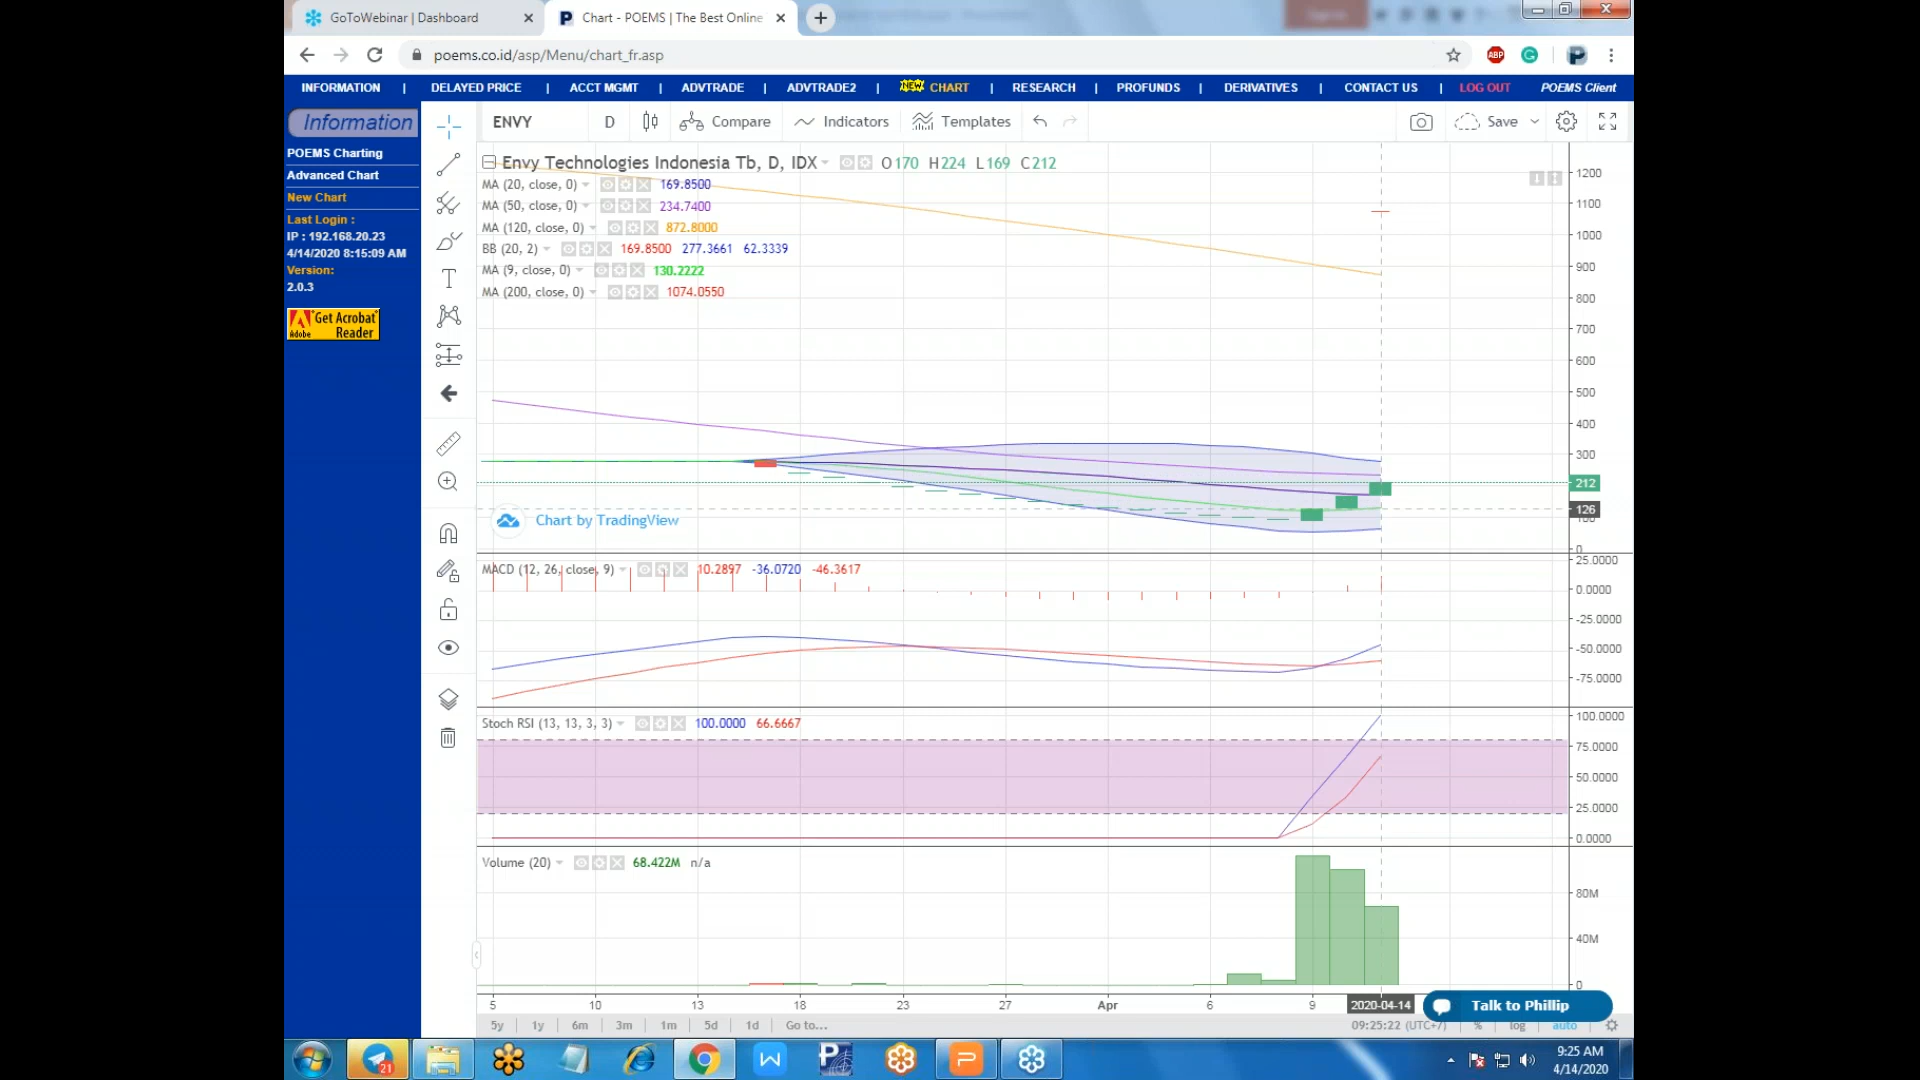 GoToWebinar | Dashboard
Chart - POEMS | The Best Online
poems.co.id/asp/Menu/chart_fr.asp
ABP
INFORMATION | DELAYED PRICE | ACCT MGMT | ADVTRADE | ADVTRADE2 | NEW CHART | RESEARCH | PROFUNDS | DERIVATIVES | CONTACT US | LOG OUT POEMS Client
Information
POEMS Charting
Advanced Chart
New Chart
Last Login :
IP : 192.168.20.23
4/14/2020 8:15:09 AM
Version:
2.0.3
Get Acrobat
Adobe Reader
ENVY D Compare Indicators Templates Save
Envy Technologies Indonesia Tb, D, IDX O170 H224 L169 C212
MA (20, close, 0) 169.8500
MA (50, close, 0) 234.7400
MA (120, close, 0) 872.8000
BB (20, 2) 169.8500 277.3661 62.3339
MA (9, close, 0) 130.2222
MA (200, close, 0) 1074.0550
1200
1100
1000
900
800
700
600
500
400
300
212
126
100
0
Chart by TradingView
MACD (12, 26, close, 9) 10.2897 -36.0720 -46.3617
25.0000
0.0000
-25.0000
-50.0000
-75.0000
Stoch RSI (13, 13, 3, 3) 100.0000 66.6667
100.0000
75.0000
50.0000
25.0000
0.0000
Volume (20) 68.422M n/a
80M
40M
0
5 10 13 18 23 27 Apr 6 9 2020-04-14
Talk to Phillip
5y 1y 6m 3m 1m 5d 1d Go to...
09:25:22 (UTC+7) % log auto
21
9:25 AM
4/14/2020